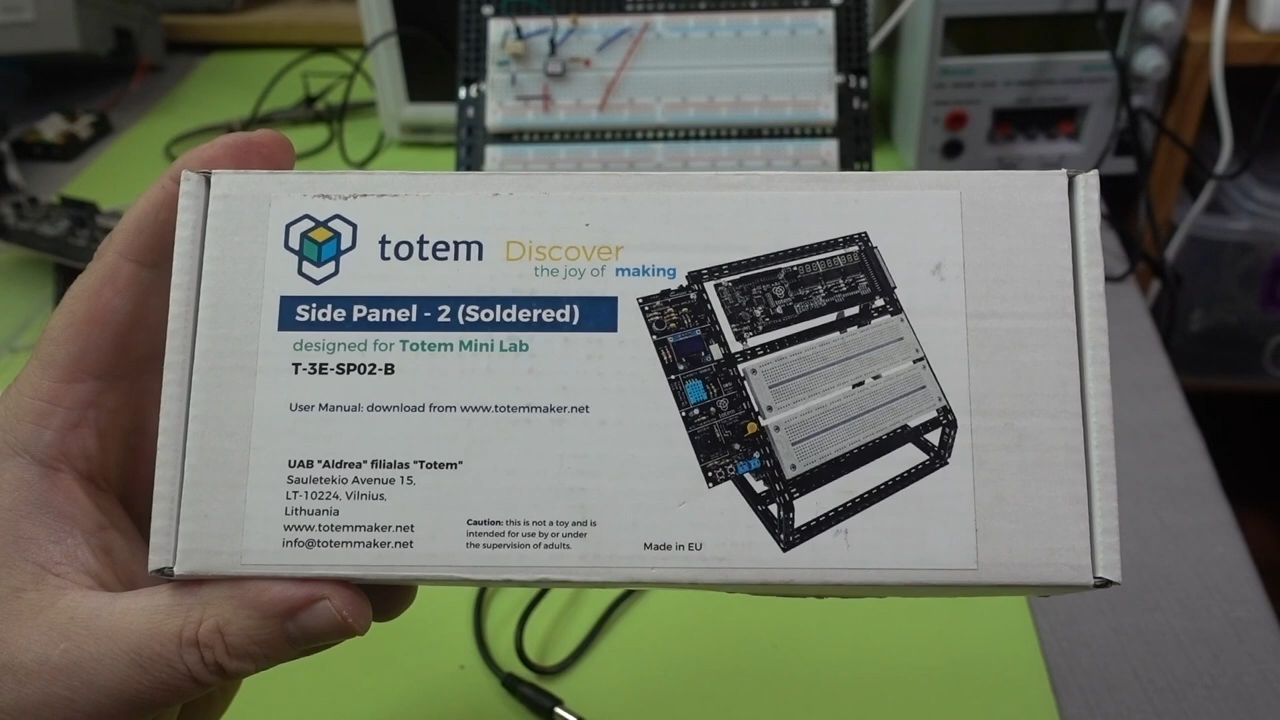 totem Discover
the joy of making
Side Panel - 2 (Soldered)
designed for Totem Mini Lab
T-3E-SP02-B
User Manual: download from www.totemmaker.net
UAB "Aldrea" filialas "Totem"
Sauletekio Avenue 15,
LT-10224, Vilnius,
Lithuania
www.totemmaker.net
info@totemmaker.net
Caution: this is not a toy and is
intended for use by or under
the supervision of adults.
Made in EU